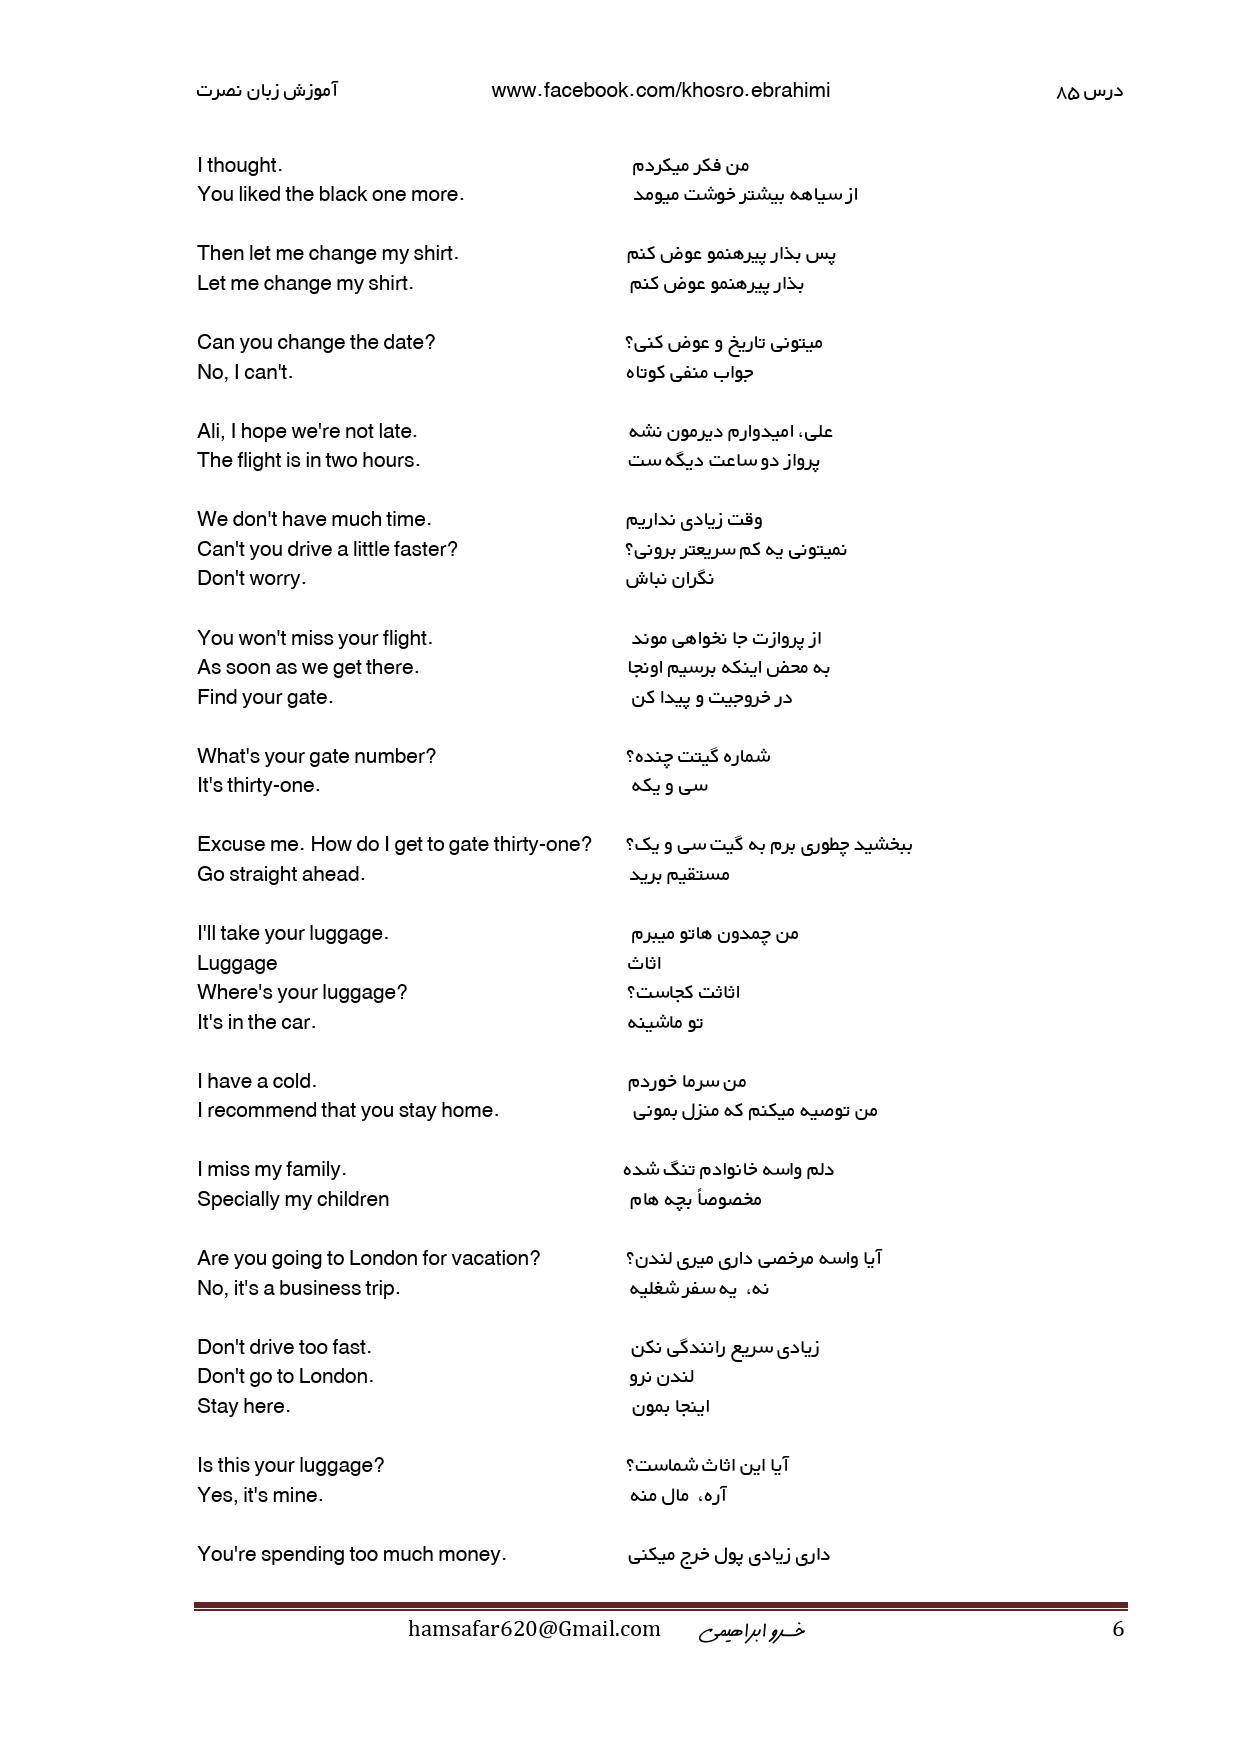 آموزش زبان نصرت www.facebook.com/khosro.ebrahimi درس ۸۵
I thought. من فکر میکردم
You liked the black one more. از سیاهه بیشتر خوشت میومد
Then let me change my shirt. پس بذار پیرهنمو عوض کنم
Let me change my shirt. بذار پیرهنمو عوض کنم
Can you change the date? میتونی تاریخ و عوض کنی؟
No, I can't. جواب منفی کوتاه
Ali, I hope we're not late. علی، امیدوارم دیرمون نشه
The flight is in two hours. پرواز دو ساعت دیگه ست
We don't have much time. وقت زیادی نداریم
Can't you drive a little faster? نمیتونی یه کم سریعتر برونی؟
Don't worry. نگران نباش
You won't miss your flight. از پروازت جا نخواهی موند
As soon as we get there. به محض اینکه برسیم اونجا
Find your gate. در خروجیت و پیدا کن
What's your gate number? شماره گیتت چنده؟
It's thirty-one. سی و یکه
Excuse me. How do I get to gate thirty-one? ببخشید چطوری برم به گیت سی و یک؟
Go straight ahead. مستقیم برید
I'll take your luggage. من چمدون هاتو میبرم
Luggage اثاث
Where's your luggage? اثاثت کجاست؟
It's in the car. تو ماشینه
I have a cold. من سرما خوردم
I recommend that you stay home. من توصیه میکنم که منزل بمونی
I miss my family. دلم واسه خانوادم تنگ شده
Specially my children مخصوصاً بچه هام
Are you going to London for vacation? آیا واسه مرخصی داری میری لندن؟
No, it's a business trip. نه، یه سفر شغلیه
Don't drive too fast. زیادی سریع رانندگی نکن
Don't go to London. لندن نرو
Stay here. اینجا بمون
Is this your luggage? آیا این اثاث شماست؟
Yes, it's mine. آره، مال منه
You're spending too much money. داری زیادی پول خرج میکنی
hamsafar620@Gmail.com خسرو ابراهیمی 6